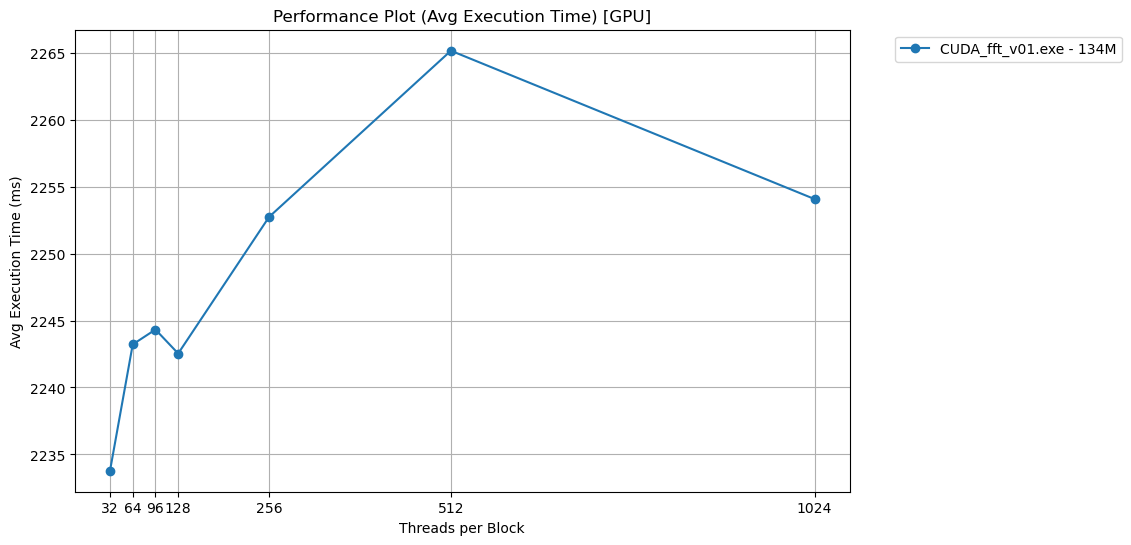 Performance Plot (Avg Execution Time) [GPU]
CUDA_fft_v01.exe - 134M
Avg Execution Time (ms)
2265
2260
2255
2250
2245
2240
2235
32 64 96 128 256 512 1024
Threads per Block